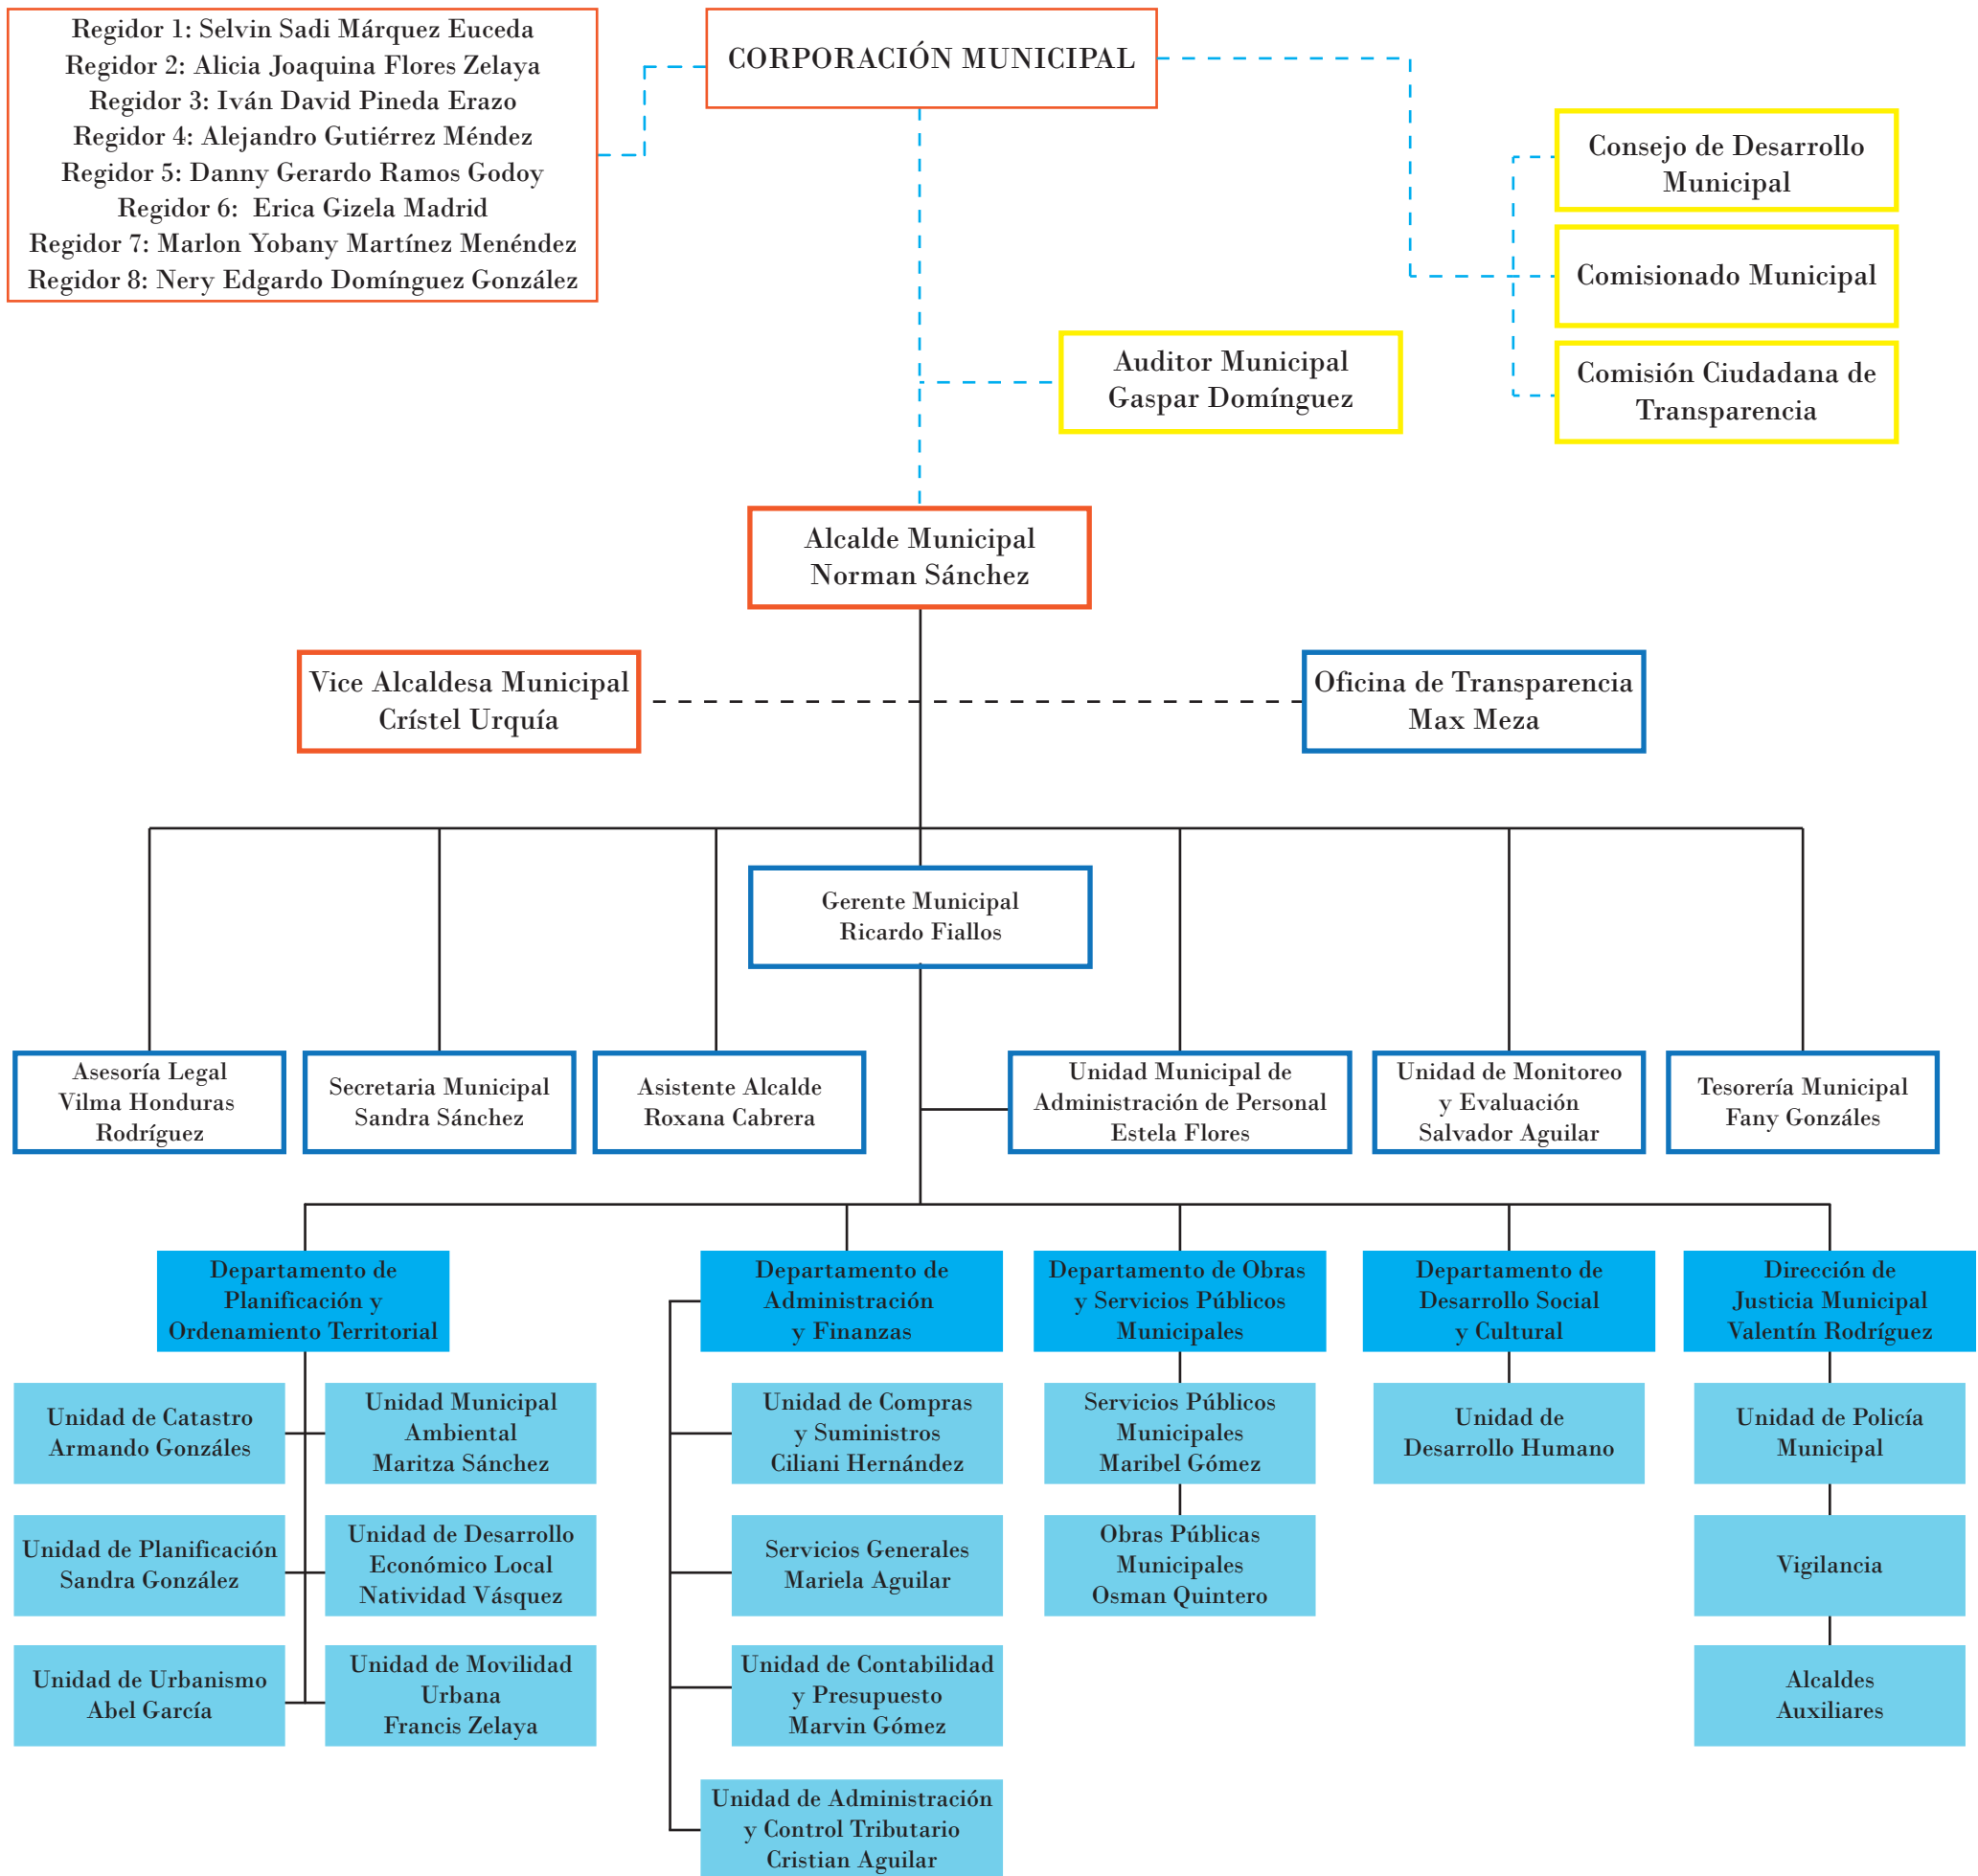 Regidor 1: Selvin Sadi Márquez Euceda
Regidor 2: Alicia Joaquina Flores Zelaya
Regidor 3: Iván David Pineda Erazo
Regidor 4: Alejandro Gutiérrez Méndez
Regidor 5: Danny Gerardo Ramos Godoy
Regidor 6: Erica Gizela Madrid
Regidor 7: Marlon Yobany Martínez Menéndez
Regidor 8: Nery Edgardo Domínguez González
CORPORACIÓN MUNICIPAL
Consejo de Desarrollo
Municipal
Comisionado Municipal
Comisión Ciudadana de
Transparencia
Auditor Municipal
Gaspar Domínguez
Alcalde Municipal
Norman Sánchez
Vice Alcaldesa Municipal
Crístel Urquía
Oficina de Transparencia
Max Meza
Gerente Municipal
Ricardo Fiallos
Asesoría Legal
Vilma Honduras
Rodríguez
Secretaria Municipal
Sandra Sánchez
Asistente Alcalde
Roxana Cabrera
Unidad Municipal de
Administración de Personal
Estela Flores
Unidad de Monitoreo
y Evaluación
Salvador Aguilar
Tesorería Municipal
Fany Gonzáles
Departamento de
Planificación y
Ordenamiento Territorial
Departamento de
Administración
y Finanzas
Departamento de Obras
y Servicios Públicos
Municipales
Departamento de
Desarrollo Social
y Cultural
Dirección de
Justicia Municipal
Valentín Rodríguez
Unidad de Catastro
Armando Gonzáles
Unidad Municipal
Ambiental
Maritza Sánchez
Unidad de Compras
y Suministros
Ciliani Hernández
Servicios Públicos
Municipales
Maribel Gómez
Unidad de
Desarrollo Humano
Unidad de Policía
Municipal
Unidad de Planificación
Sandra González
Unidad de Desarrollo
Económico Local
Natividad Vásquez
Servicios Generales
Mariela Aguilar
Obras Públicas
Municipales
Osman Quintero
Vigilancia
Unidad de Urbanismo
Abel García
Unidad de Movilidad
Urbana
Francis Zelaya
Unidad de Contabilidad
y Presupuesto
Marvin Gómez
Alcaldes
Auxiliares
Unidad de Administración
y Control Tributario
Cristian Aguilar